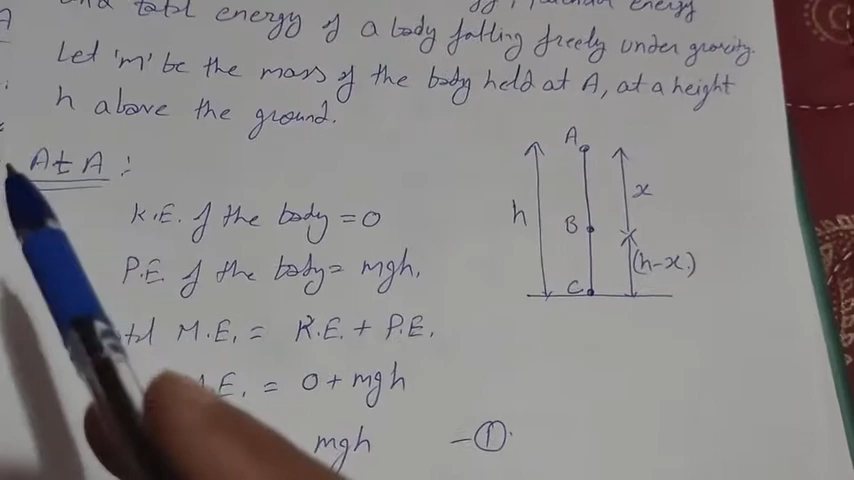 total energy of a body falling freely under gravity.
Let 'm' be the mass of the body held at A, at a height
h above the ground.
At A :
K.E. of the body = 0
P.E. of the body = mgh.
M.E. = K.E. + P.E.
= 0 + mgh
mgh -①.
A
h
x
B
(h-x)
C